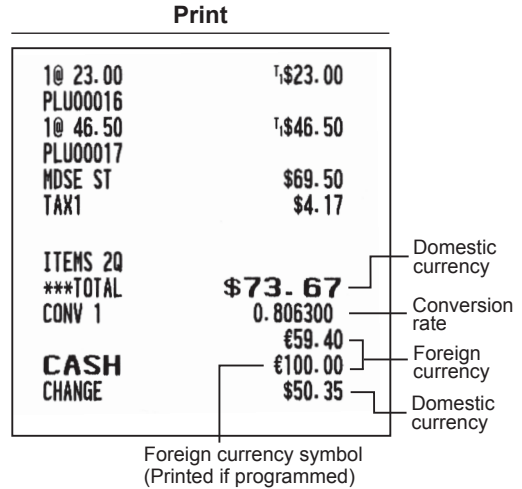 Print
1@ 23.00 T1$23.00
PLU00016
1@ 46.50 T1$46.50
PLU00017
MDSE ST $69.50
TAX1 $4.17
ITEMS 2Q
***TOTAL $73.67
CONV 1 0.806300
€59.40
CASH €100.00
CHANGE $50.35
Domestic
currency
Conversion
rate
Foreign
currency
Domestic
currency
Foreign currency symbol
(Printed if programmed)